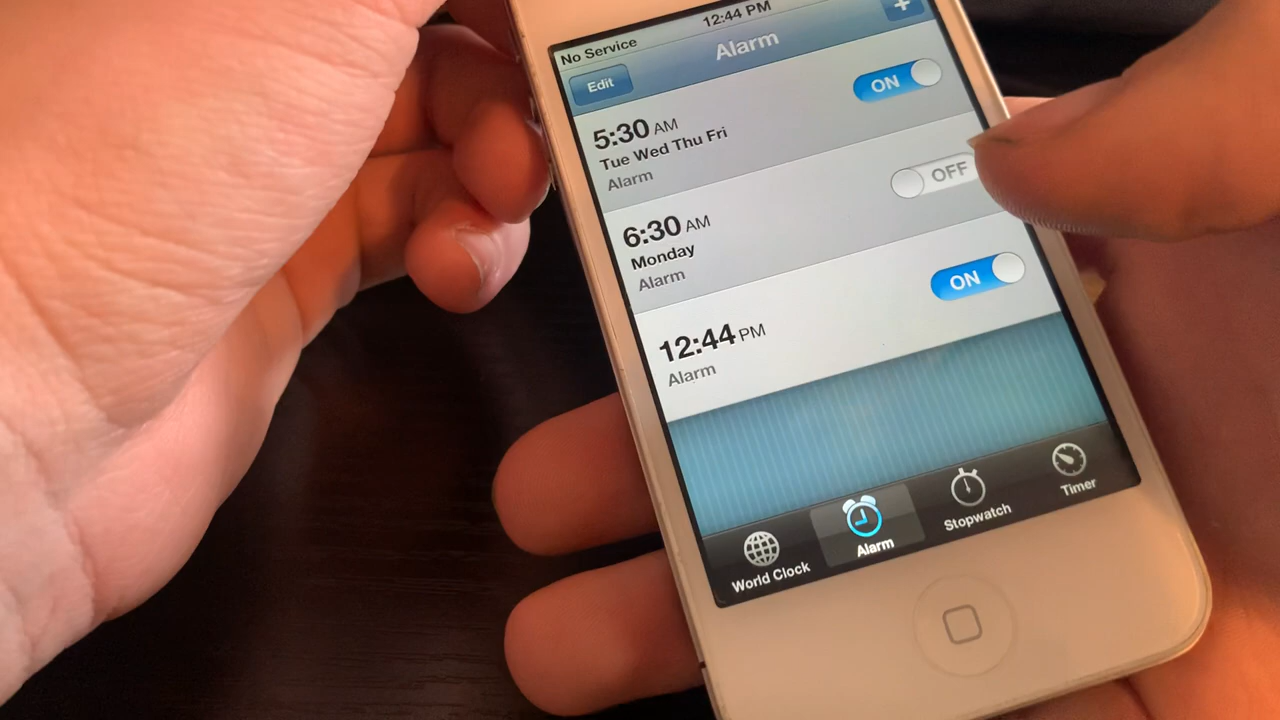 No Service 12:44 PM
Edit Alarm +
5:30 AM ON
Tue Wed Thu Fri
Alarm
6:30 AM OFF
Monday
Alarm
12:44 PM ON
Alarm
World Clock Alarm Stopwatch Timer